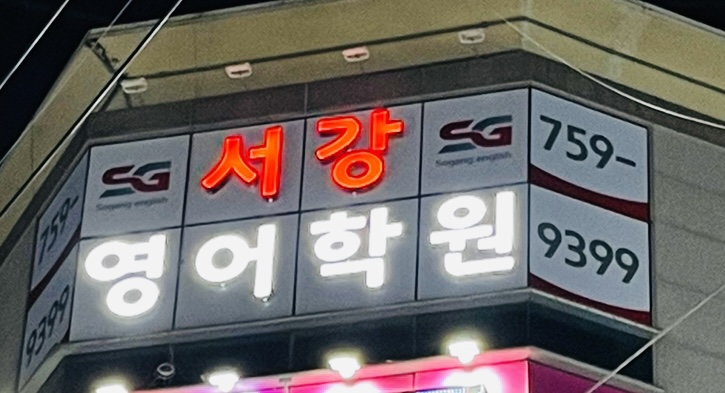 SG
Sogang english
서강
SG
Sogang english
759-
9399
영어학원
759-
9399